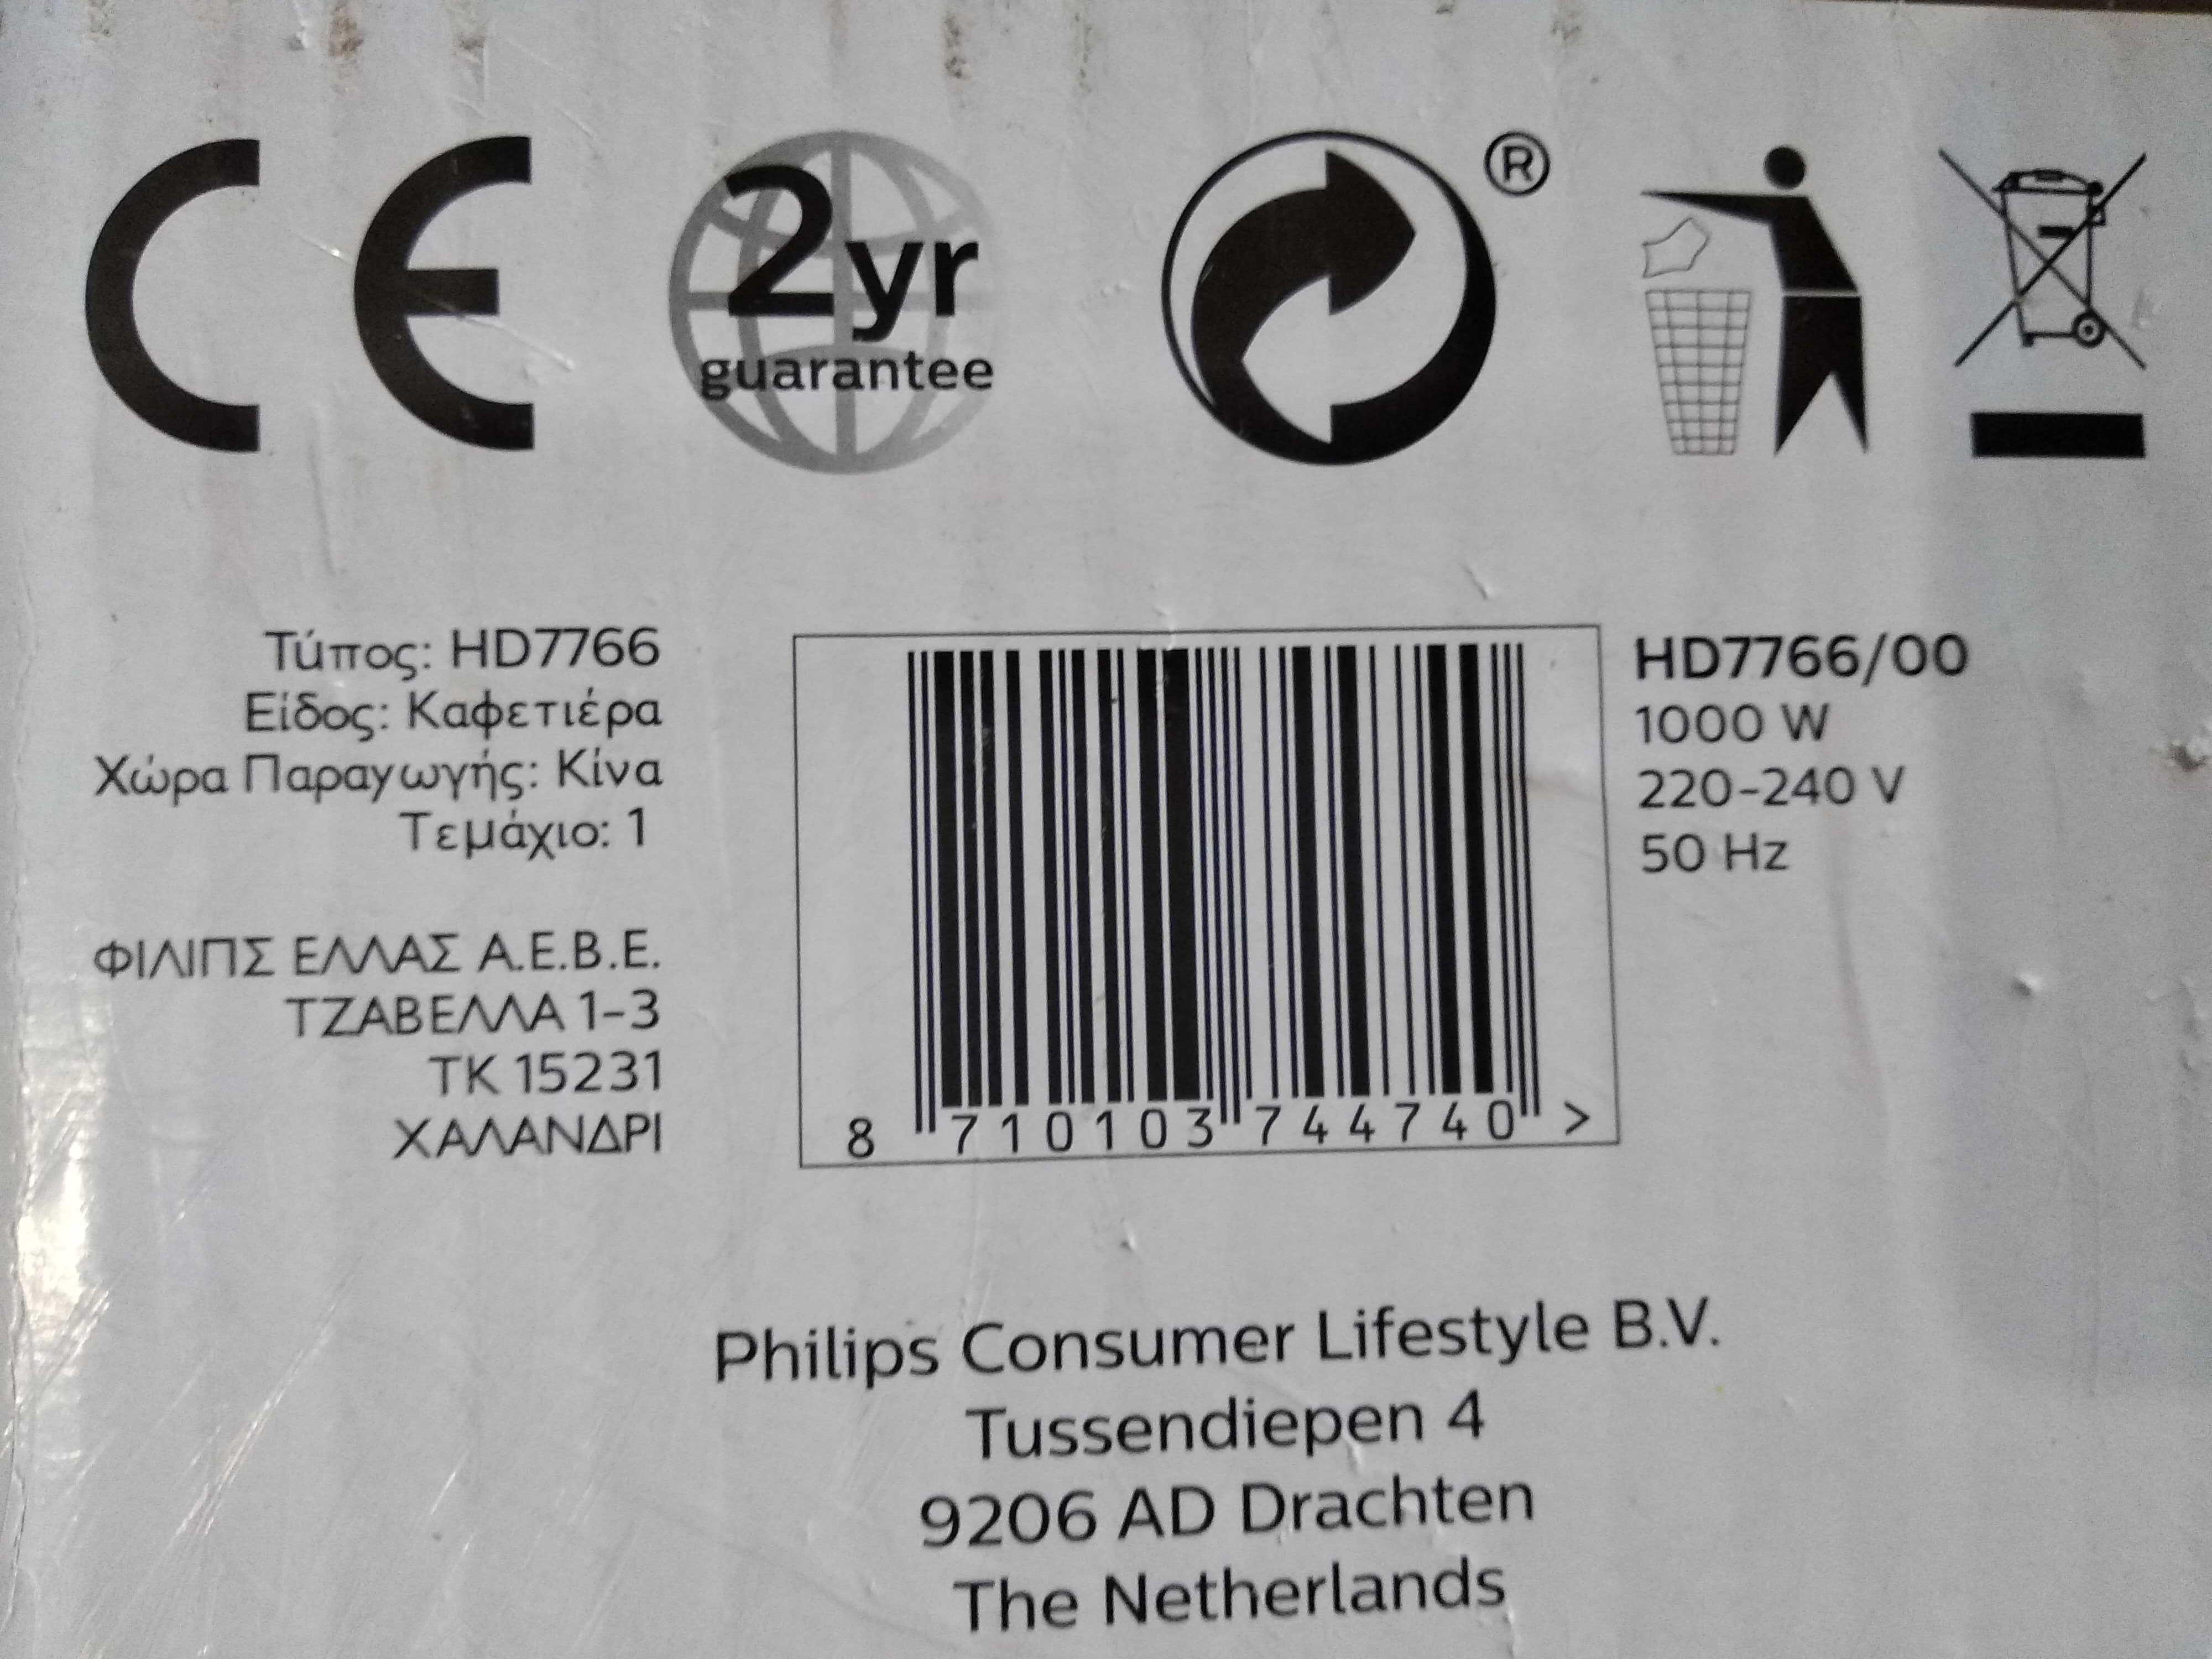 CE
2yr
guarantee
®
Τύπος: HD7766
Είδος: Καφετιέρα
Χώρα Παραγωγής: Κίνα
Τεμάχιο: 1
ΦΙΛΙΠΣ ΕΛΛΑΣ Α.Ε.Β.Ε.
ΤΖΑΒΕΛΛΑ 1-3
ΤΚ 15231
ΧΑΛΑΝΔΡΙ
8 710103 744740 >
HD7766/00
1000 W
220-240 V
50 Hz
Philips Consumer Lifestyle B.V.
Tussendiepen 4
9206 AD Drachten
The Netherlands